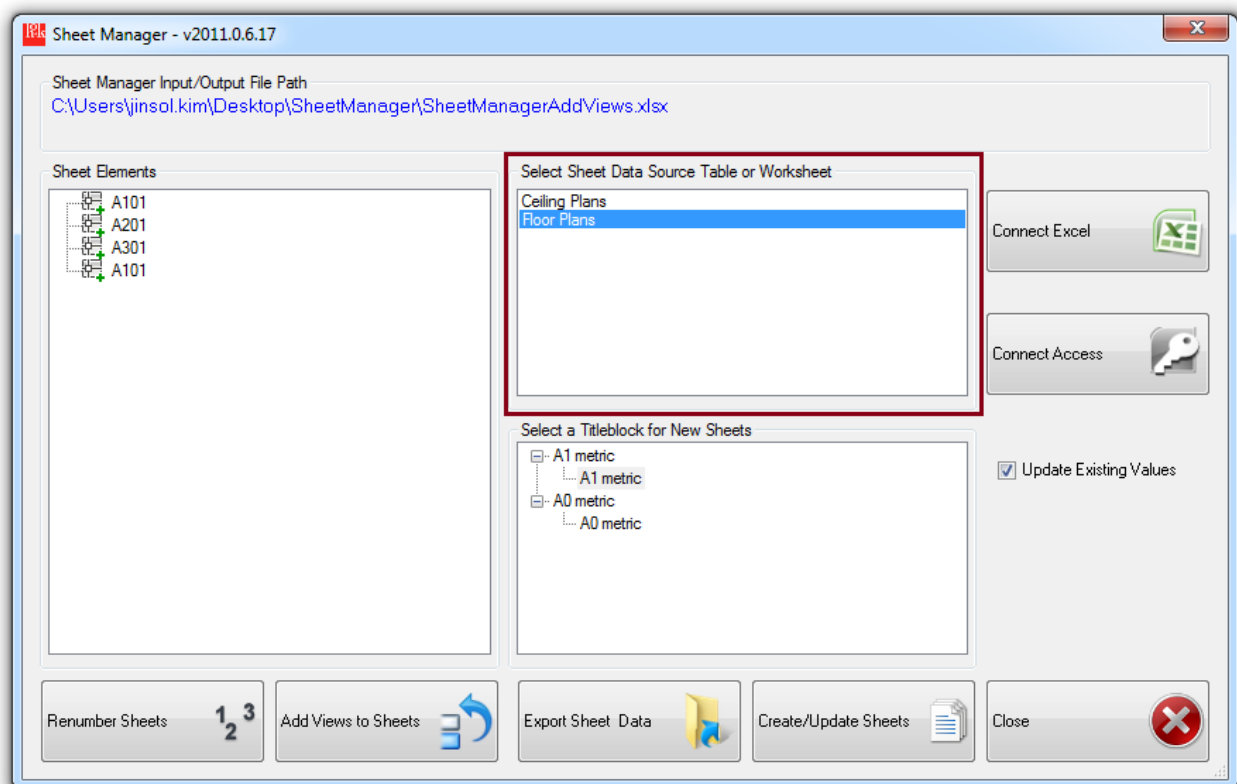 Sheet Manager - v2011.0.6.17
Sheet Manager Input/Output File Path
C:\Users\jinsol.kim\Desktop\SheetManager\SheetManagerAddViews.xlsx
Sheet Elements
A101
A201
A301
A101
Select Sheet Data Source Table or Worksheet
Ceiling Plans
Floor Plans
Select a Titleblock for New Sheets
A1 metric
A1 metric
A0 metric
A0 metric
Connect Excel
Connect Access
Update Existing Values
Renumber Sheets
1 2 3
Add Views to Sheets
Export Sheet Data
Create/Update Sheets
Close